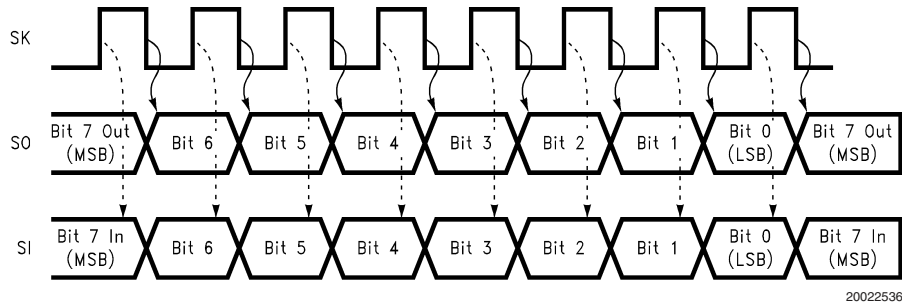 SK
SO
Bit 7 Out
(MSB)
Bit 6
Bit 5
Bit 4
Bit 3
Bit 2
Bit 1
Bit 0
(LSB)
Bit 7 Out
(MSB)
SI
Bit 7 In
(MSB)
Bit 6
Bit 5
Bit 4
Bit 3
Bit 2
Bit 1
Bit 0
(LSB)
Bit 7 In
(MSB)
20022536